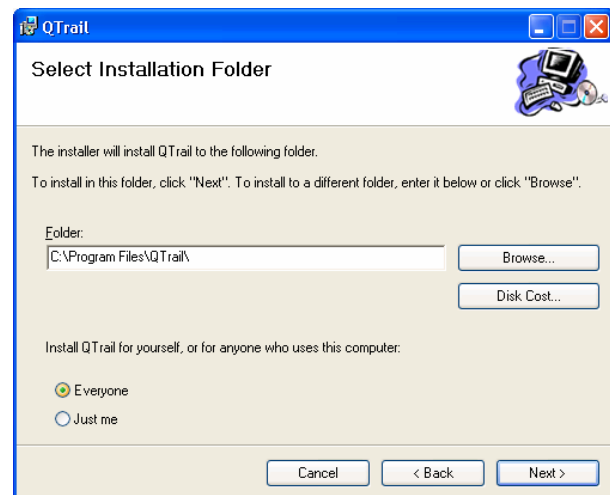 QTrail
Select Installation Folder
The installer will install QTrail to the following folder.
To install in this folder, click "Next". To install to a different folder, enter it below or click "Browse".
Folder:
C:\Program Files\QTrail\
Browse...
Disk Cost...
Install QTrail for yourself, or for anyone who uses this computer:
Everyone
Just me
Cancel
< Back
Next >